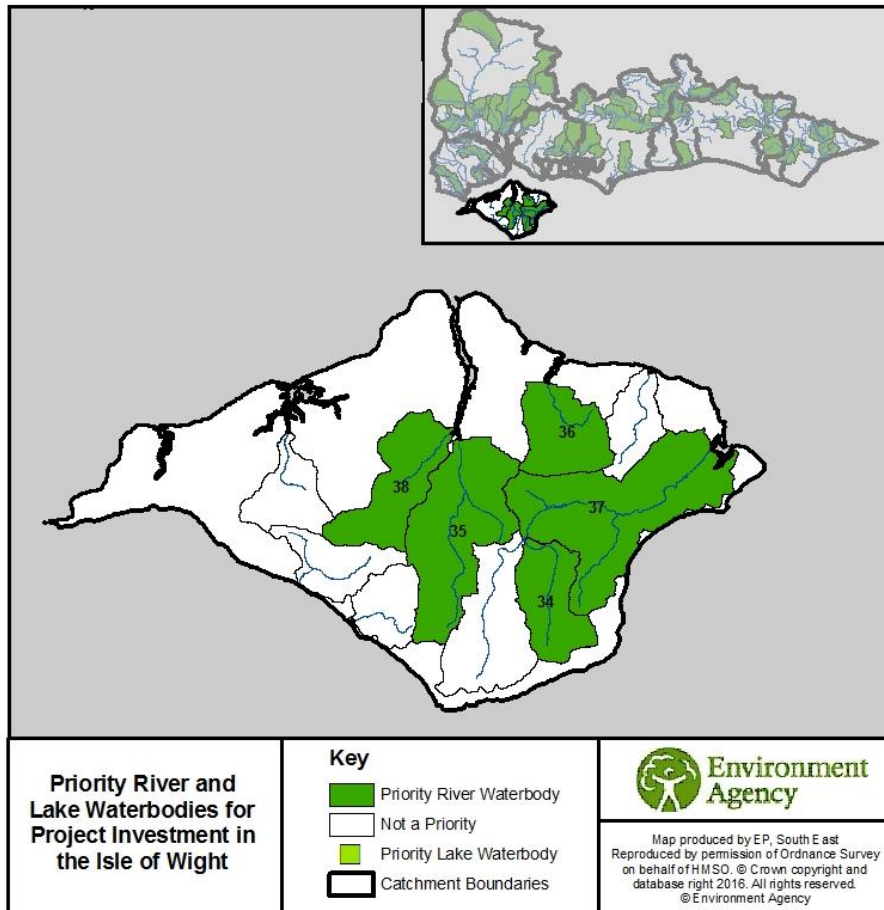 36
38
37
35
34
Priority River and
Lake Waterbodies for
Project Investment in
the Isle of Wight
Key
Priority River Waterbody
Not a Priority
Priority Lake Waterbody
Catchment Boundaries
Environment
Agency
Map produced by EP, South East
Reproduced by permission of Ordnance Survey
on behalf of HMSO. © Crown copyright and
database right 2016. All rights reserved.
© Environment Agency